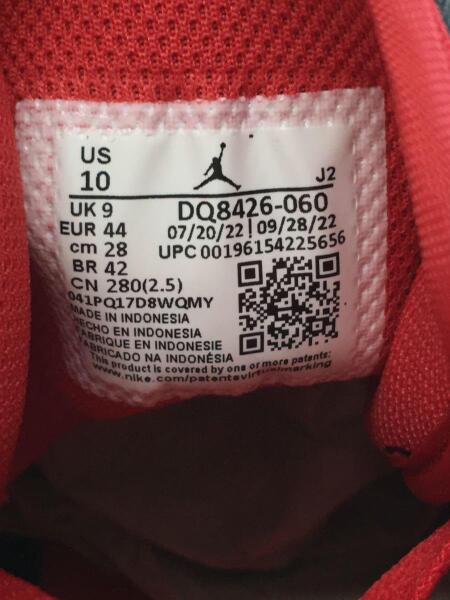 US
10
J2
UK 9
DQ8426-060
EUR 44
07/20/22 | 09/28/22
cm 28
UPC 00196154225656
BR 42
CN 280(2.5)
041PQ17D8WQMY
MADE IN INDONESIA
HECHO EN INDONESIA
FABRIQUE EN INDONESIE
FABRICADO NA INDONÉSIA
This product is covered by one or more patents;
www.nike.com/patentsvirtualmarking